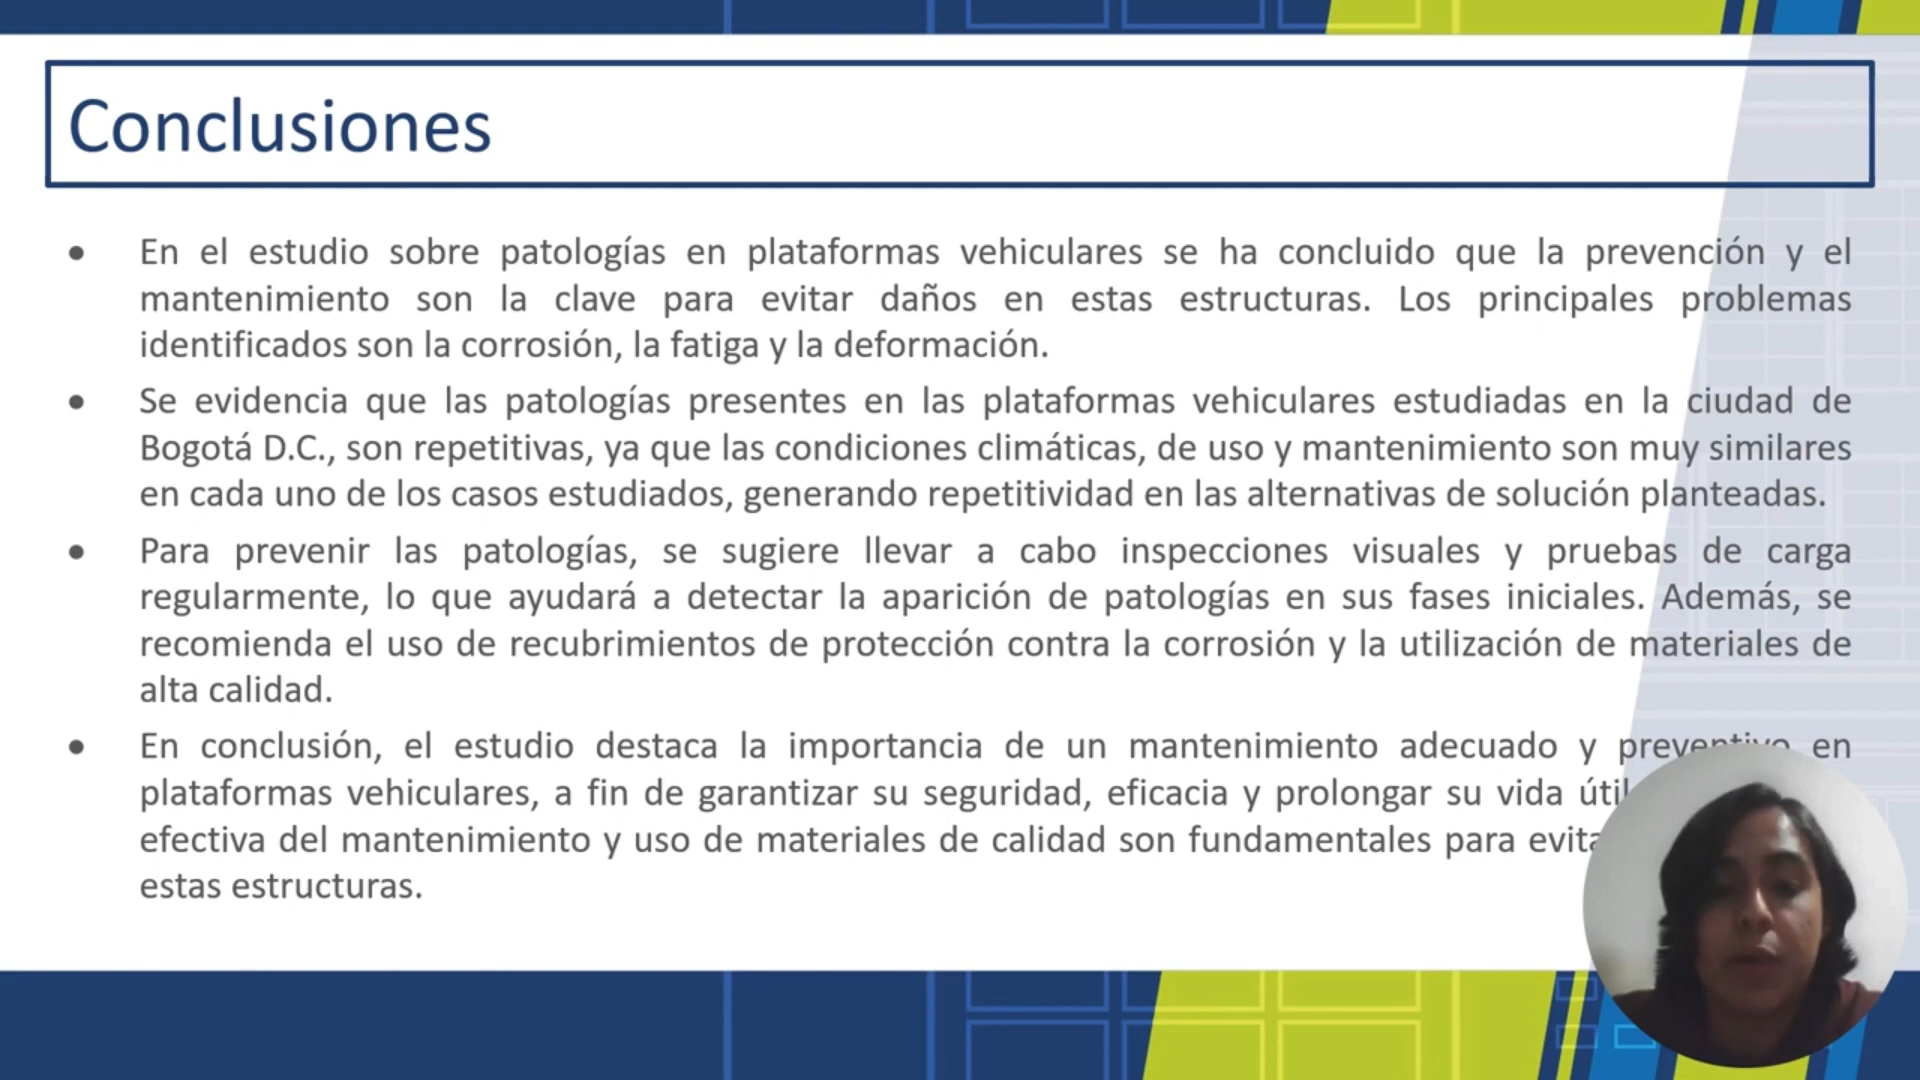 Conclusiones
• En el estudio sobre patologías en plataformas vehiculares se ha concluido que la prevención y el
mantenimiento son la clave para evitar daños en estas estructuras. Los principales problemas
identificados son la corrosión, la fatiga y la deformación.
• Se evidencia que las patologías presentes en las plataformas vehiculares estudiadas en la ciudad de
Bogotá D.C., son repetitivas, ya que las condiciones climáticas, de uso y mantenimiento son muy similares
en cada uno de los casos estudiados, generando repetitividad en las alternativas de solución planteadas.
• Para prevenir las patologías, se sugiere llevar a cabo inspecciones visuales y pruebas de carga
regularmente, lo que ayudará a detectar la aparición de patologías en sus fases iniciales. Además, se
recomienda el uso de recubrimientos de protección contra la corrosión y la utilización de materiales de
alta calidad.
• En conclusión, el estudio destaca la importancia de un mantenimiento adecuado y preventivo en
plataformas vehiculares, a fin de garantizar su seguridad, eficacia y prolongar su vida útil
efectiva del mantenimiento y uso de materiales de calidad son fundamentales para
estas estructuras.